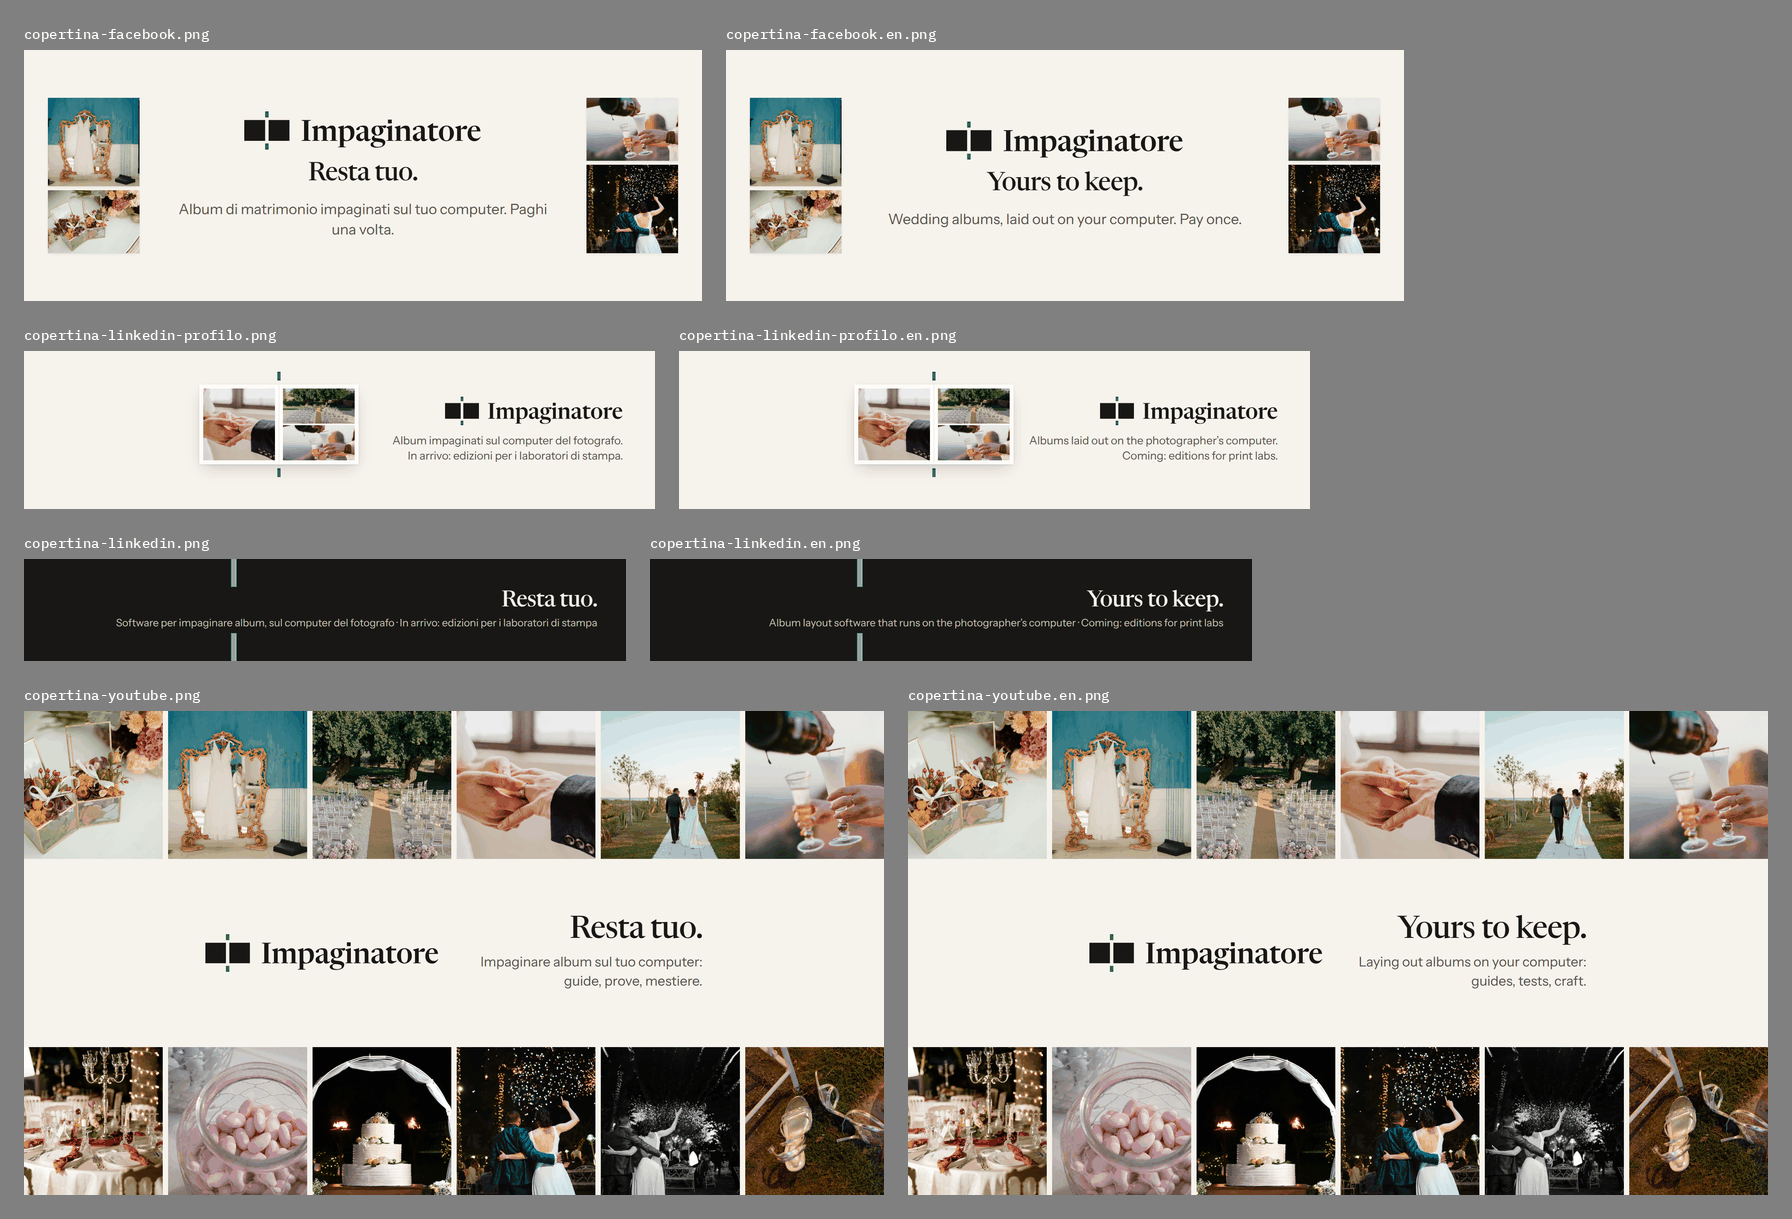 copertina-facebook.png
copertina-facebook.en.png
Impaginatore
Resta tuo.
Album di matrimonio impaginati sul tuo computer. Paghi
una volta.
Impaginatore
Yours to keep.
Wedding albums, laid out on your computer. Pay once.
copertina-linkedin-profilo.png
copertina-linkedin-profilo.en.png
Impaginatore
Album impaginati sul computer del fotografo.
In arrivo: edizioni per i laboratori di stampa.
Impaginatore
Albums laid out on the photographer's computer.
Coming: editions for print labs.
copertina-linkedin.png
copertina-linkedin.en.png
Resta tuo.
Software per impaginare album, sul computer del fotografo · In arrivo: edizioni per i laboratori di stampa
Yours to keep.
Album layout software that runs on the photographer's computer · Coming: editions for print labs
copertina-youtube.png
copertina-youtube.en.png
Impaginatore
Resta tuo.
Impaginare album sul tuo computer:
guide, prove, mestiere.
Impaginatore
Yours to keep.
Laying out albums on your computer:
guides, tests, craft.